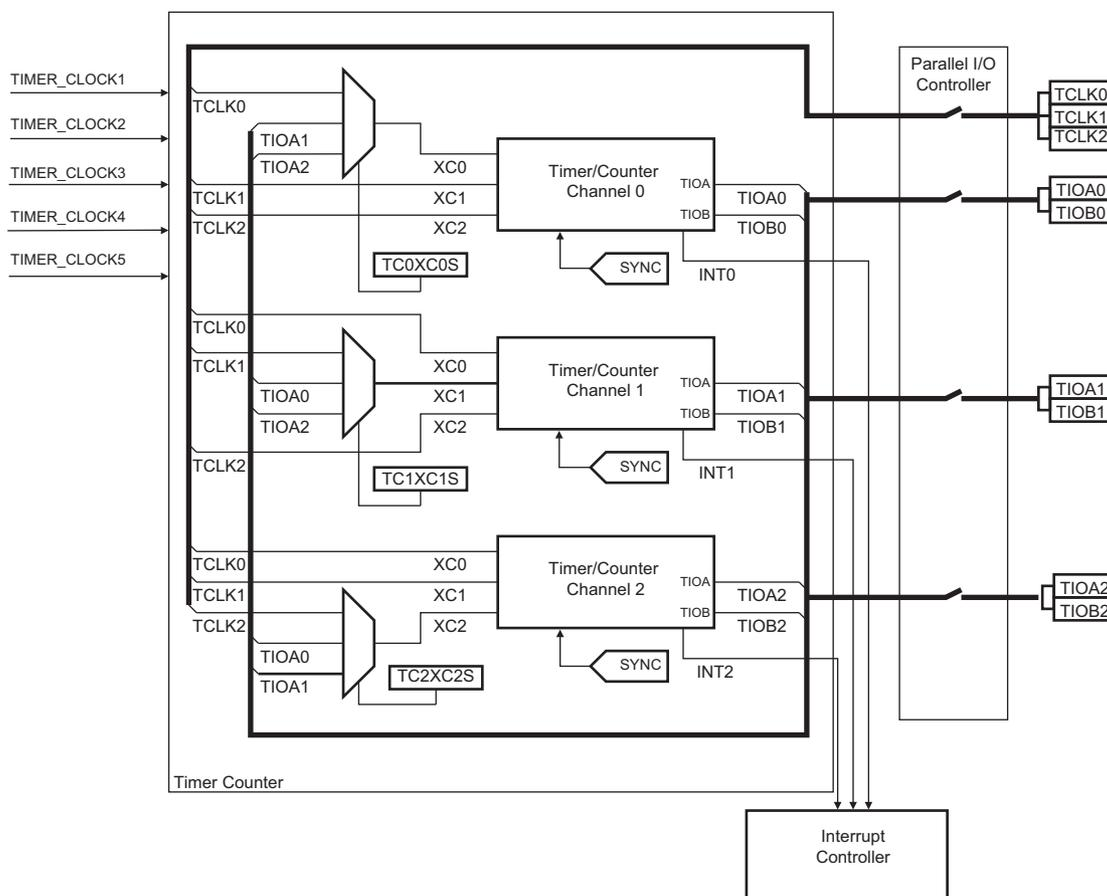 TIMER_CLOCK1
TIMER_CLOCK2
TIMER_CLOCK3
TIMER_CLOCK4
TIMER_CLOCK5
TCLK0
TIOA1
TIOA2
TCLK1
TCLK2
XC0
XC1
XC2
TC0XC0S
Timer/Counter
Channel 0
TIOA
TIOB
TIOA0
TIOB0
SYNC
INT0
TCLK0
TCLK1
TIOA0
TIOA2
TCLK2
XC0
XC1
XC2
TC1XC1S
Timer/Counter
Channel 1
TIOA
TIOB
TIOA1
TIOB1
SYNC
INT1
TCLK0
TCLK1
TCLK2
TIOA0
TIOA1
XC0
XC1
XC2
TC2XC2S
Timer/Counter
Channel 2
TIOA
TIOB
TIOA2
TIOB2
SYNC
INT2
Timer Counter
Parallel I/O
Controller
TCLK0
TCLK1
TCLK2
TIOA0
TIOB0
TIOA1
TIOB1
TIOA2
TIOB2
Interrupt
Controller